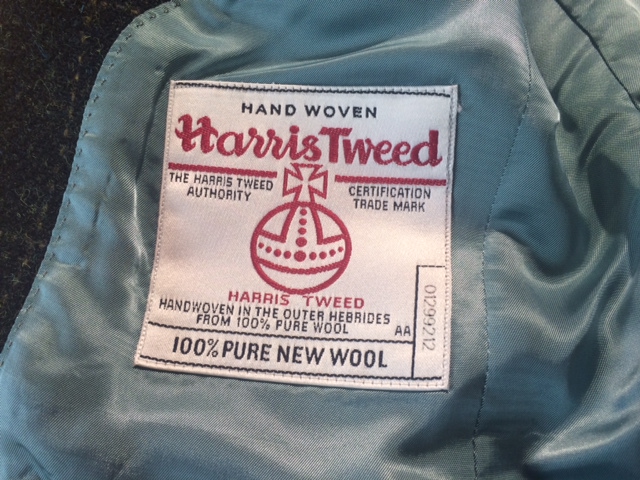 HAND WOVEN
Harris Tweed
THE HARRIS TWEED
AUTHORITY
CERTIFICATION
TRADE MARK
HARRIS TWEED
HANDWOVEN IN THE OUTER HEBRIDES
FROM 100% PURE WOOL
AA
01299212
100% PURE NEW WOOL